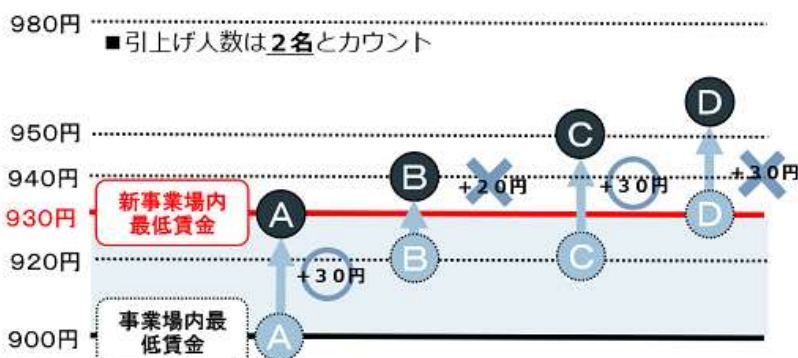 980円
■引上げ人数は２名とカウント
950円
940円
930円
920円
900円
新事業場内
最低賃金
事業場内最
低賃金
A
A
+３０円
B
B
+２０円
C
C
+３０円
D
D
+３０円